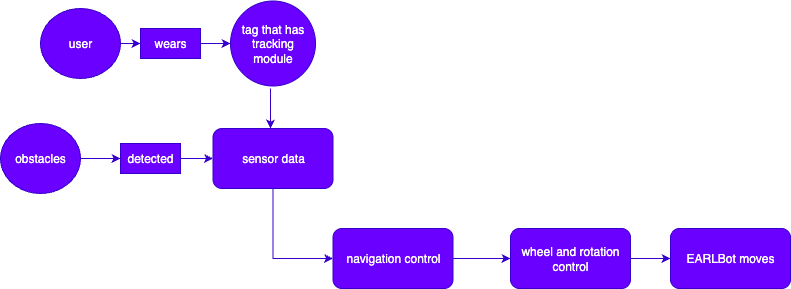 user
wears
tag that has
tracking
module
obstacles
detected
sensor data
navigation control
wheel and rotation
control
EARLBot moves